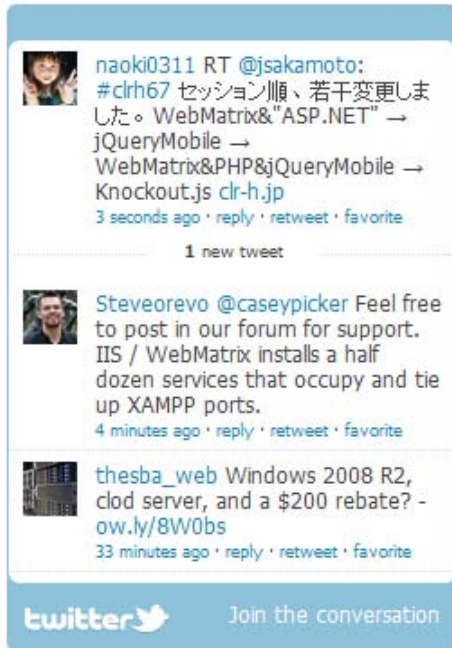 naoki0311 RT @jsakamoto:
#clrh67 セッション順、若干変更しま
した。WebMatrix&"ASP.NET" →
jQueryMobile →
WebMatrix&PHP&jQueryMobile →
Knockout.js clr-h.jp
3 seconds ago · reply · retweet · favorite
1 new tweet
Steveorevo @caseypicker Feel free
to post in our forum for support.
IIS / WebMatrix installs a half
dozen services that occupy and tie
up XAMPP ports.
4 minutes ago · reply · retweet · favorite
thesba_web Windows 2008 R2,
clod server, and a $200 rebate? -
ow.ly/8W0bs
33 minutes ago · reply · retweet · favorite
twitter Join the conversation